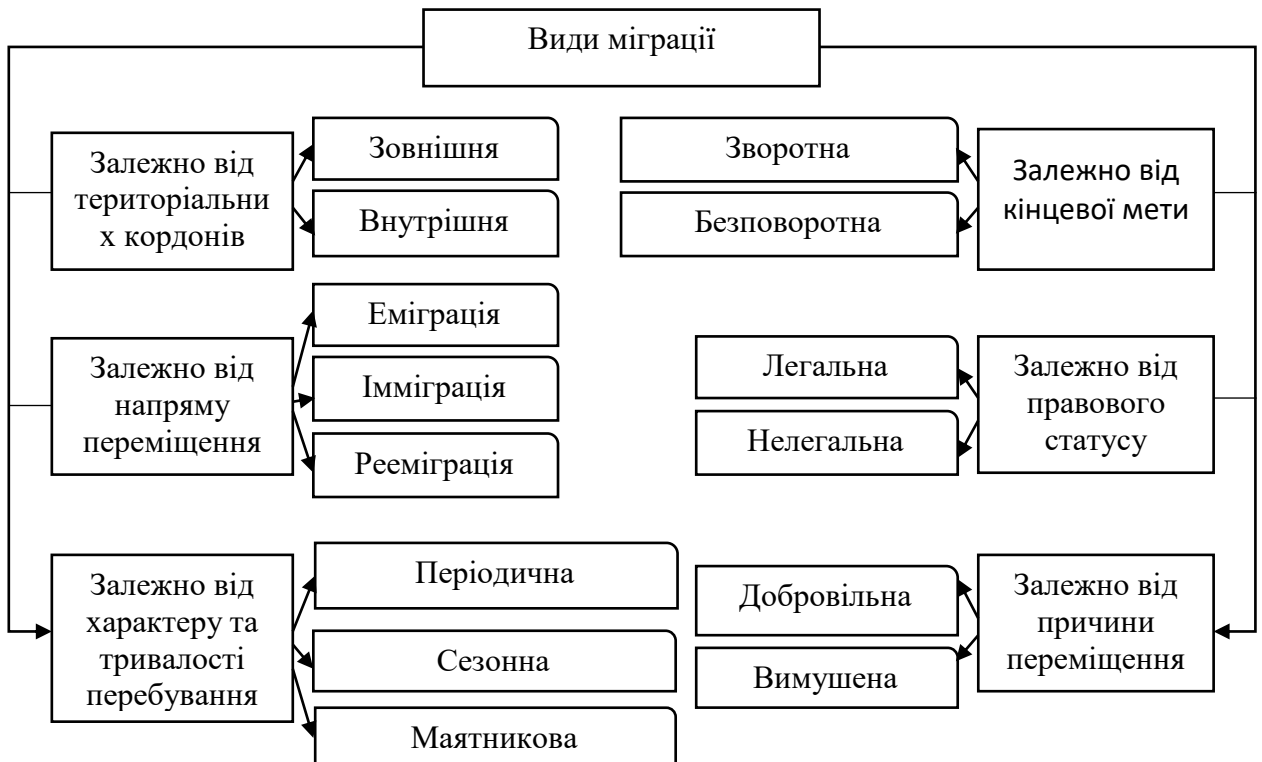 Види міграції
Залежно від
територіальни
х кордонів
Зовнішня
Внутрішня
Зворотна
Безповоротна
Залежно від
кінцевої мети
Залежно від
напряму
переміщення
Еміграція
Імміграція
Рееміграція
Легальна
Нелегальна
Залежно від
правового
статусу
Залежно від
характеру та
тривалості
перебування
Періодична
Сезонна
Маятникова
Добровільна
Вимушена
Залежно від
причини
переміщення